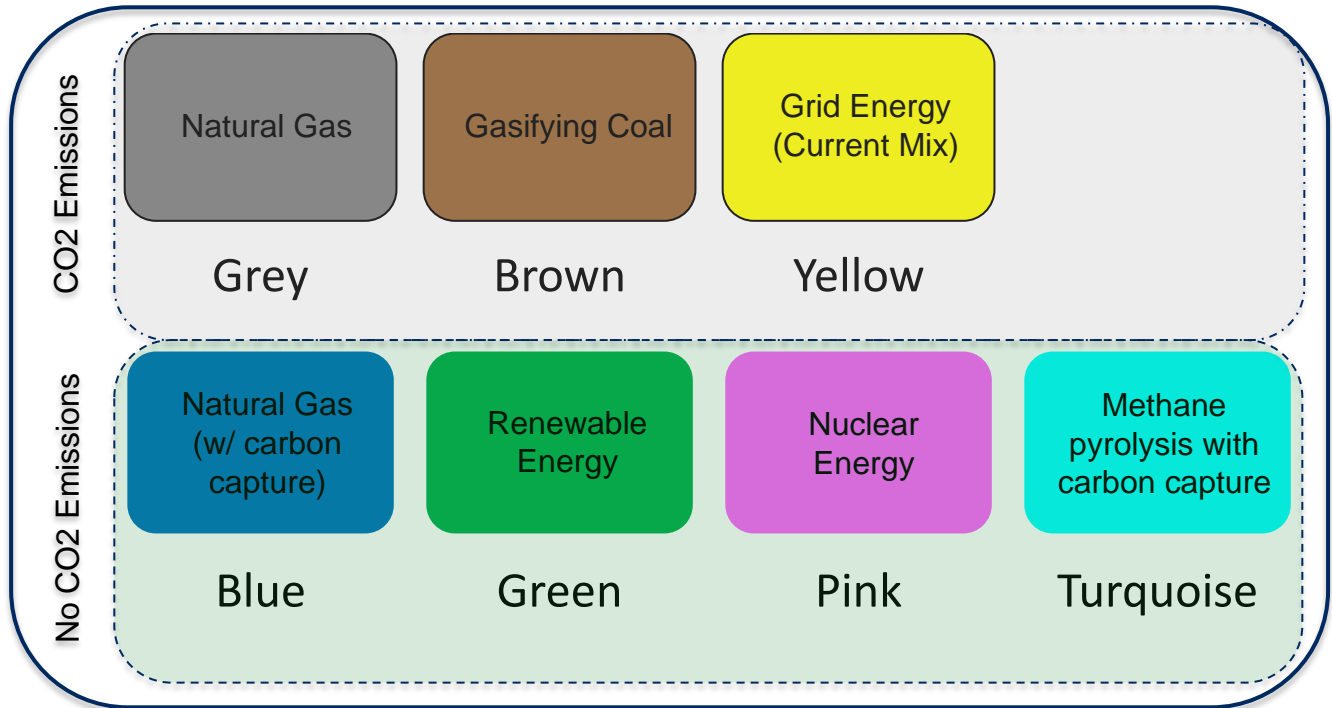 CO2 Emissions
Natural Gas
Gasifying Coal
Grid Energy
(Current Mix)
Grey
Brown
Yellow
No CO2 Emissions
Natural Gas
(w/ carbon
capture)
Renewable
Energy
Nuclear
Energy
Methane
pyrolysis with
carbon capture
Blue
Green
Pink
Turquoise